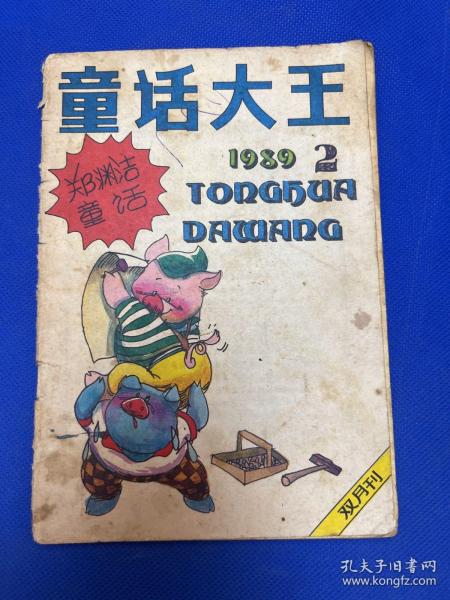 童话大王
郑渊洁
童话
1989 2
TONGHUA
DAWANG
双月刊
孔夫子旧书网
www.kongfz.com